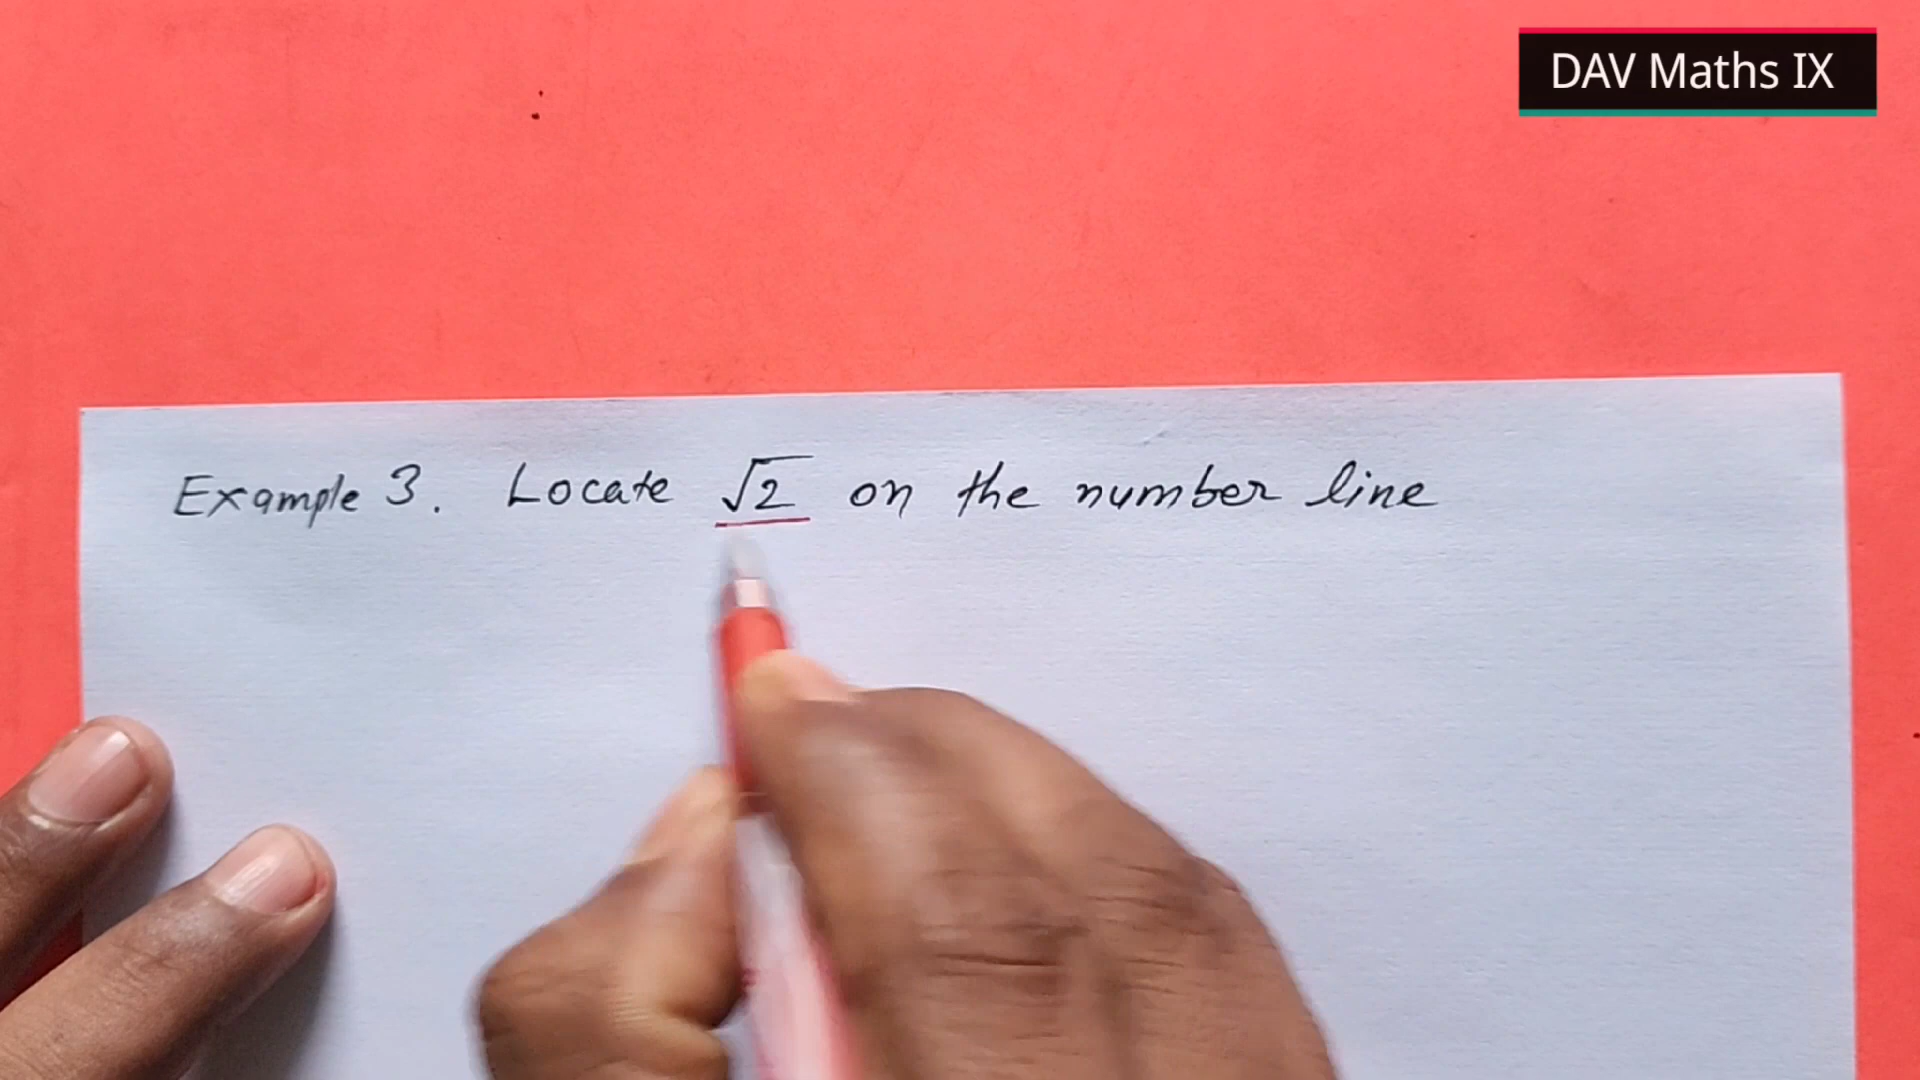 DAV Maths IX
Example 3. Locate √2 on the number line